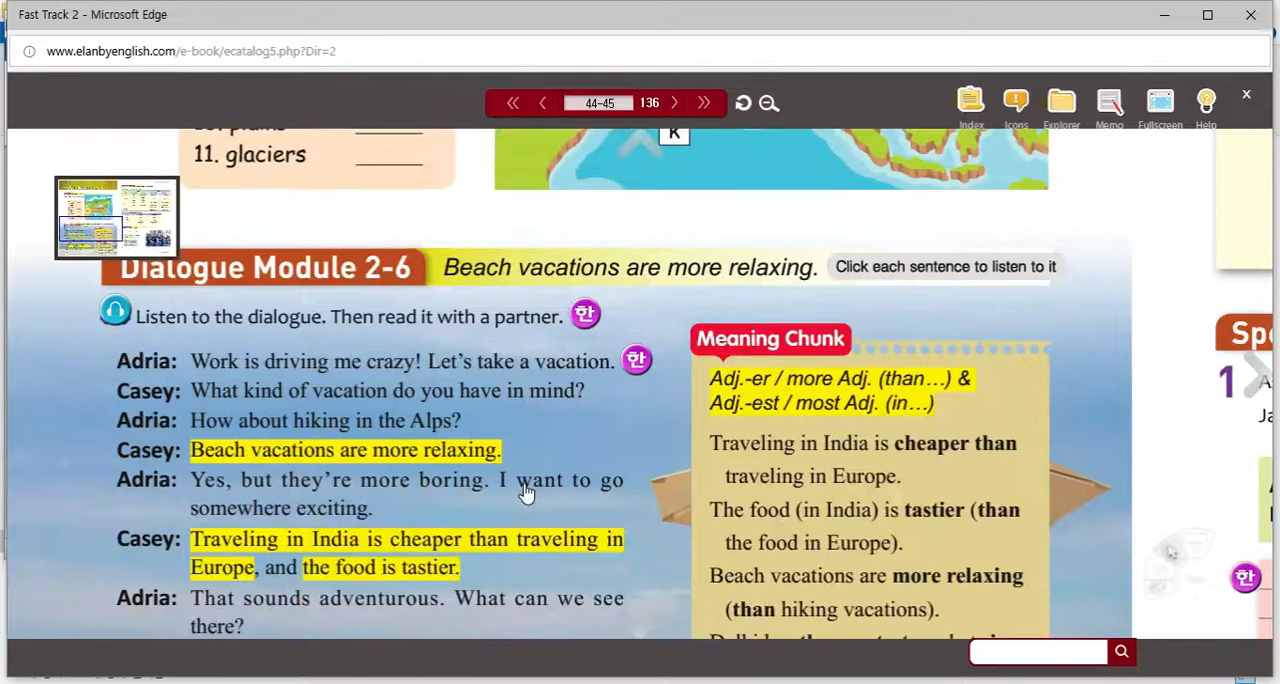 Fast Track 2 - Microsoft Edge
www.elanbyenglish.com/e-book/ecatalog5.php?Dir=2
44-45 136
Index Icons Explorer Memo Fullscreen Help
10. plains
11. glaciers
K
Dialogue Module 2-6 Beach vacations are more relaxing. Click each sentence to listen to it
Listen to the dialogue. Then read it with a partner. 한
Adria: Work is driving me crazy! Let's take a vacation. 한
Casey: What kind of vacation do you have in mind?
Adria: How about hiking in the Alps?
Casey: Beach vacations are more relaxing.
Adria: Yes, but they're more boring. I want to go
somewhere exciting.
Casey: Traveling in India is cheaper than traveling in
Europe, and the food is tastier.
Adria: That sounds adventurous. What can we see
there?
Meaning Chunk
Adj.-er / more Adj. (than…) &
Adj.-est / most Adj. (in…)
Traveling in India is cheaper than
traveling in Europe.
The food (in India) is tastier (than
the food in Europe).
Beach vacations are more relaxing
(than hiking vacations).
Spe
1
Ja
한